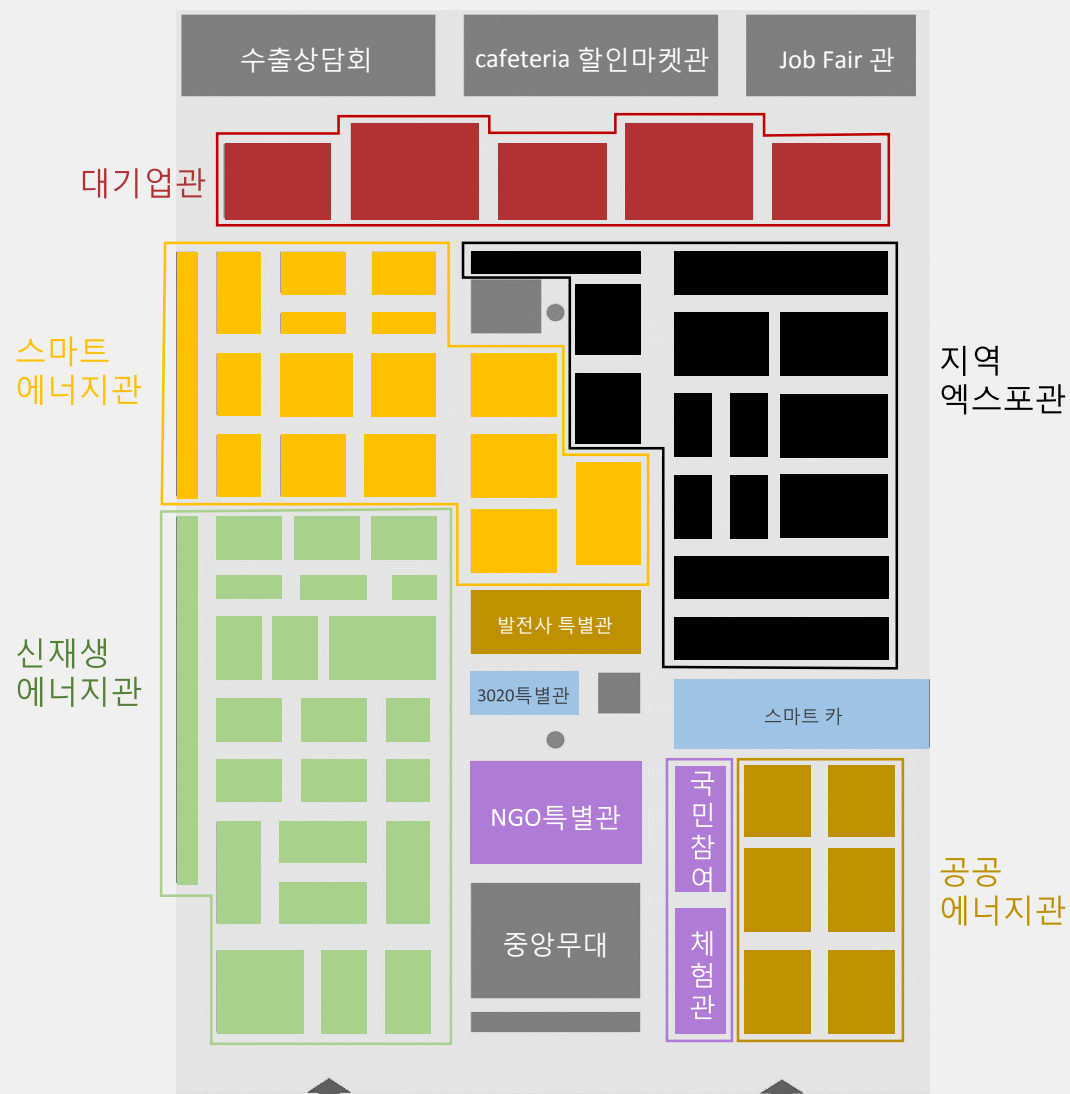 수출상담회
cafeteria 할인마켓관
Job Fair 관
대기업관
스마트
에너지관
지역
엑스포관
발전사 특별관
신재생
에너지관
3020특별관
스마트 카
NGO특별관
국민참여
체험관
공공
에너지관
중앙무대